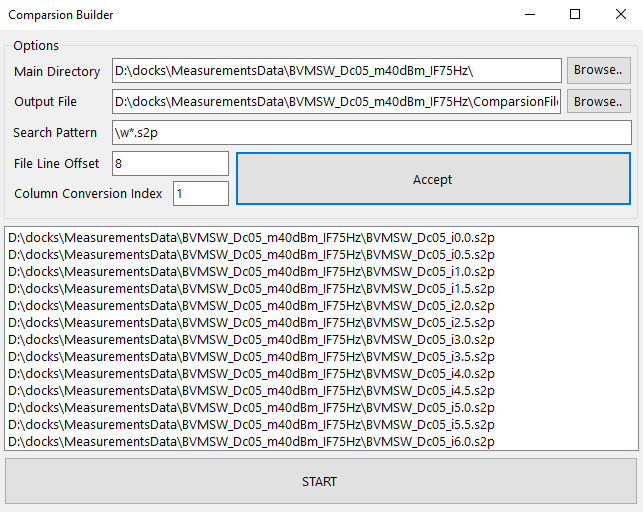 Comparsion Builder
Options
Main Directory D:\docks\MeasurementsData\BVMSW_Dc05_m40dBm_IF75Hz\ Browse..
Output File D:\docks\MeasurementsData\BVMSW_Dc05_m40dBm_IF75Hz\ComparsionFile Browse..
Search Pattern \w*.s2p
File Line Offset 8
Accept
Column Conversion Index 1
D:\docks\MeasurementsData\BVMSW_Dc05_m40dBm_IF75Hz\BVMSW_Dc05_i0.0.s2p
D:\docks\MeasurementsData\BVMSW_Dc05_m40dBm_IF75Hz\BVMSW_Dc05_i0.5.s2p
D:\docks\MeasurementsData\BVMSW_Dc05_m40dBm_IF75Hz\BVMSW_Dc05_i1.0.s2p
D:\docks\MeasurementsData\BVMSW_Dc05_m40dBm_IF75Hz\BVMSW_Dc05_i1.5.s2p
D:\docks\MeasurementsData\BVMSW_Dc05_m40dBm_IF75Hz\BVMSW_Dc05_i2.0.s2p
D:\docks\MeasurementsData\BVMSW_Dc05_m40dBm_IF75Hz\BVMSW_Dc05_i2.5.s2p
D:\docks\MeasurementsData\BVMSW_Dc05_m40dBm_IF75Hz\BVMSW_Dc05_i3.0.s2p
D:\docks\MeasurementsData\BVMSW_Dc05_m40dBm_IF75Hz\BVMSW_Dc05_i3.5.s2p
D:\docks\MeasurementsData\BVMSW_Dc05_m40dBm_IF75Hz\BVMSW_Dc05_i4.0.s2p
D:\docks\MeasurementsData\BVMSW_Dc05_m40dBm_IF75Hz\BVMSW_Dc05_i4.5.s2p
D:\docks\MeasurementsData\BVMSW_Dc05_m40dBm_IF75Hz\BVMSW_Dc05_i5.0.s2p
D:\docks\MeasurementsData\BVMSW_Dc05_m40dBm_IF75Hz\BVMSW_Dc05_i5.5.s2p
D:\docks\MeasurementsData\BVMSW_Dc05_m40dBm_IF75Hz\BVMSW_Dc05_i6.0.s2p
START